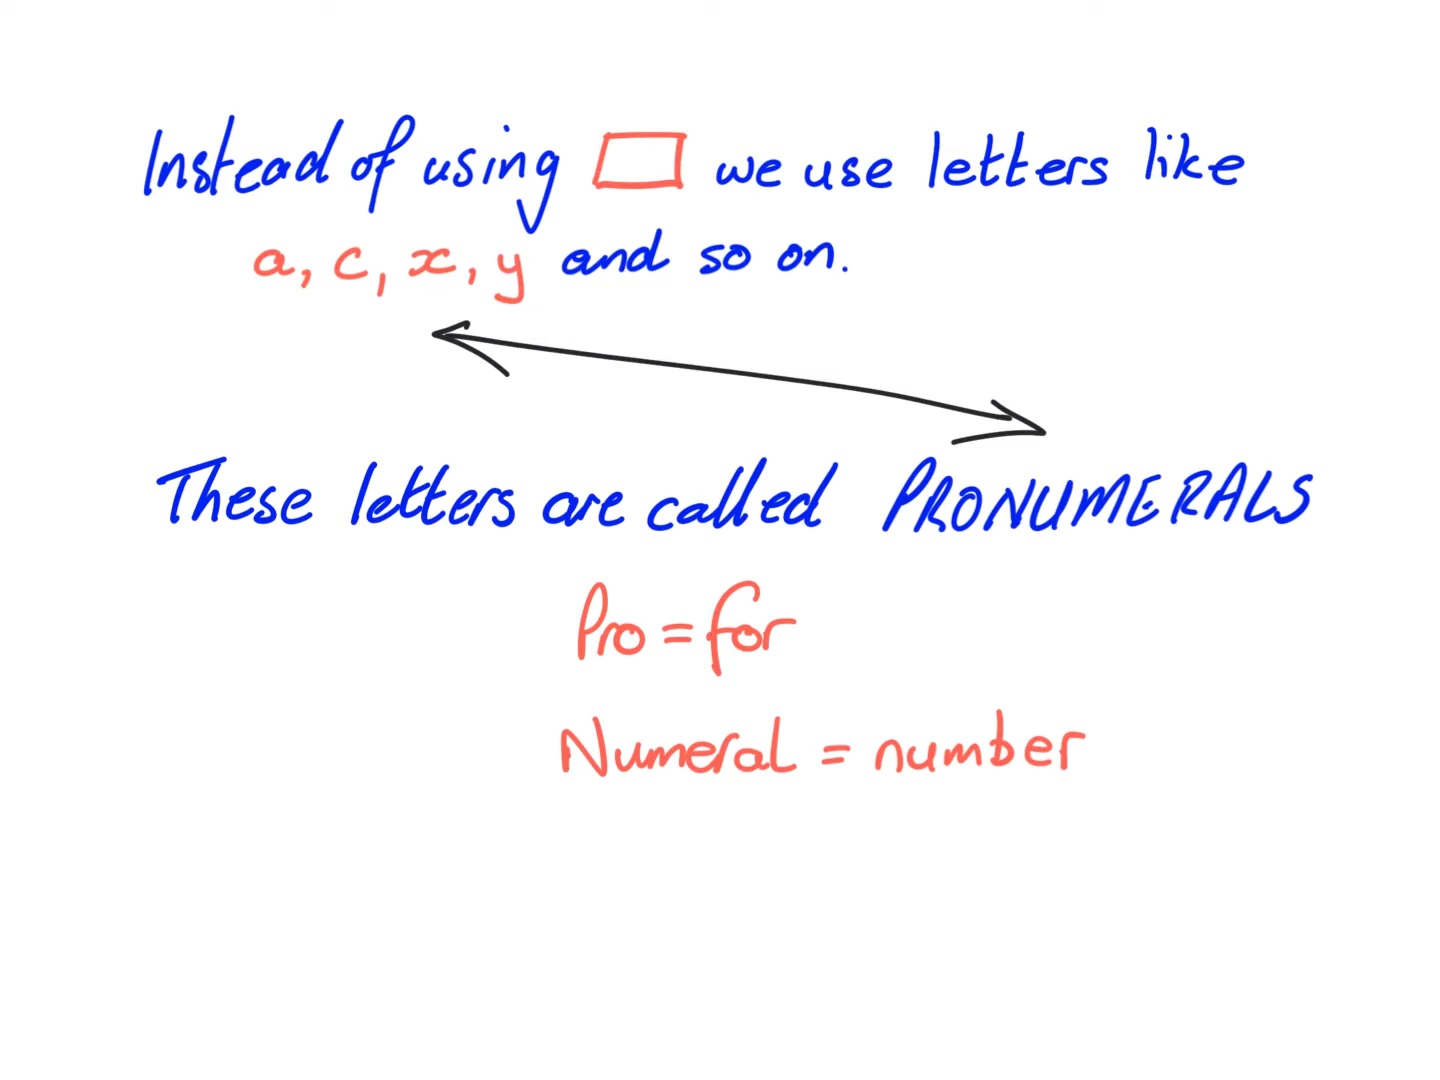 Instead of using we use letters like
a, c, x, y and so on.
These letters are called PRONUMERALS
Pro = for
Numeral = number